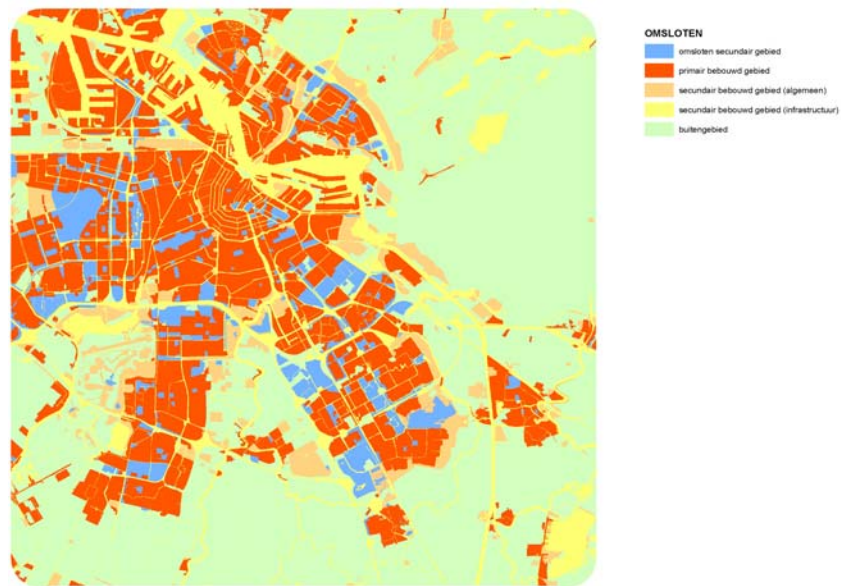 OMSLOTEN
omsloten secundair gebied
primair bebouwd gebied
secundair bebouwd gebied (algemeen)
secundair bebouwd gebied (infrastructuur)
buitengebied